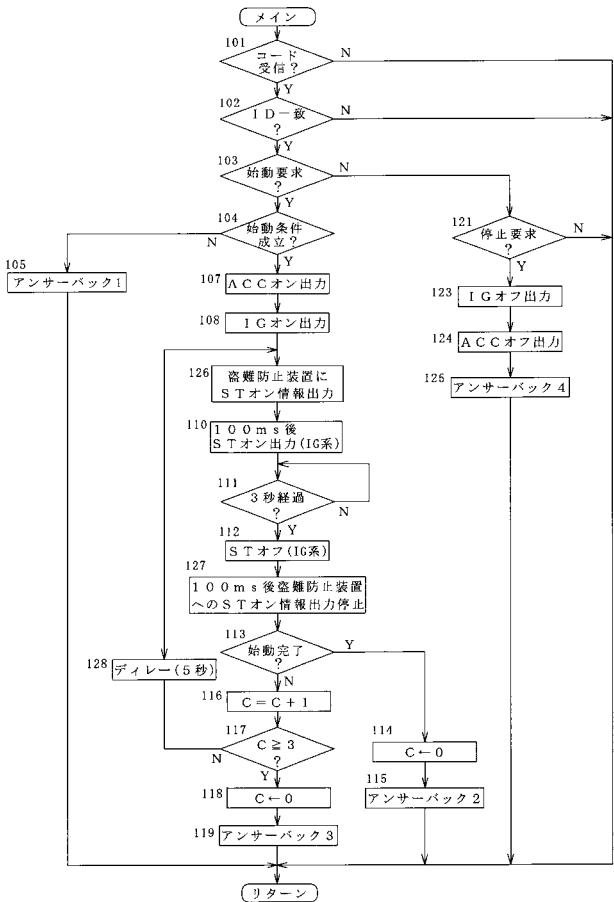 メイン
101
コード
受信?
N
Y
102
ID一致
?
N
Y
103
始動要求
?
N
Y
104
始動条件
成立?
N
Y
121
停止要求
?
N
Y
105
アンサーバック1
107
ACCオン出力
123
IGオフ出力
108
IGオン出力
124
ACCオフ出力
126
盗難防止装置に
STオン情報出力
125
アンサーバック4
110
100ms後
STオン出力(IG系)
111
3秒経過
?
N
Y
112
STオフ(IG系)
127
100ms後盗難防止装置
へのSTオン情報出力停止
113
始動完了
?
Y
N
128
ディレー(5秒)
116
C=C+1
117
C≧3
?
N
Y
114
C←0
118
C←0
115
アンサーバック2
119
アンサーバック3
リターン